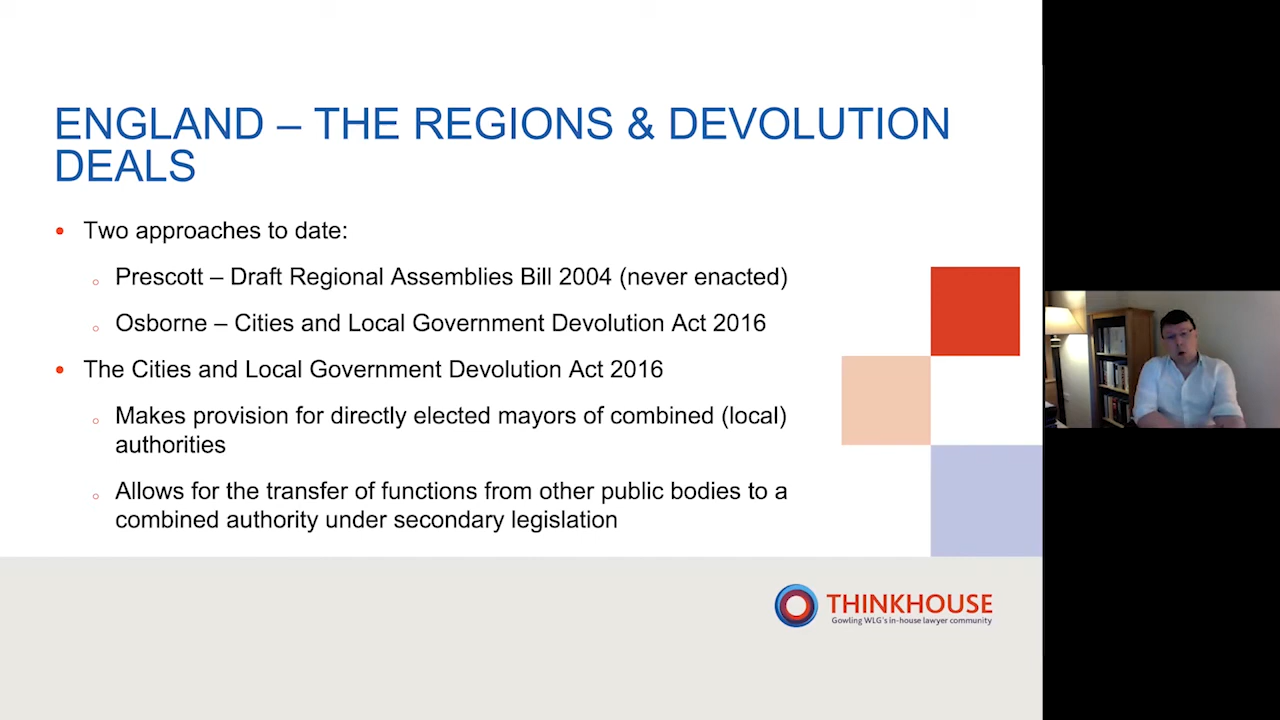 ENGLAND – THE REGIONS & DEVOLUTION
DEALS
• Two approaches to date:
○ Prescott – Draft Regional Assemblies Bill 2004 (never enacted)
○ Osborne – Cities and Local Government Devolution Act 2016
• The Cities and Local Government Devolution Act 2016
○ Makes provision for directly elected mayors of combined (local)
authorities
○ Allows for the transfer of functions from other public bodies to a
combined authority under secondary legislation
THINKHOUSE
Gowling WLG's in-house lawyer community